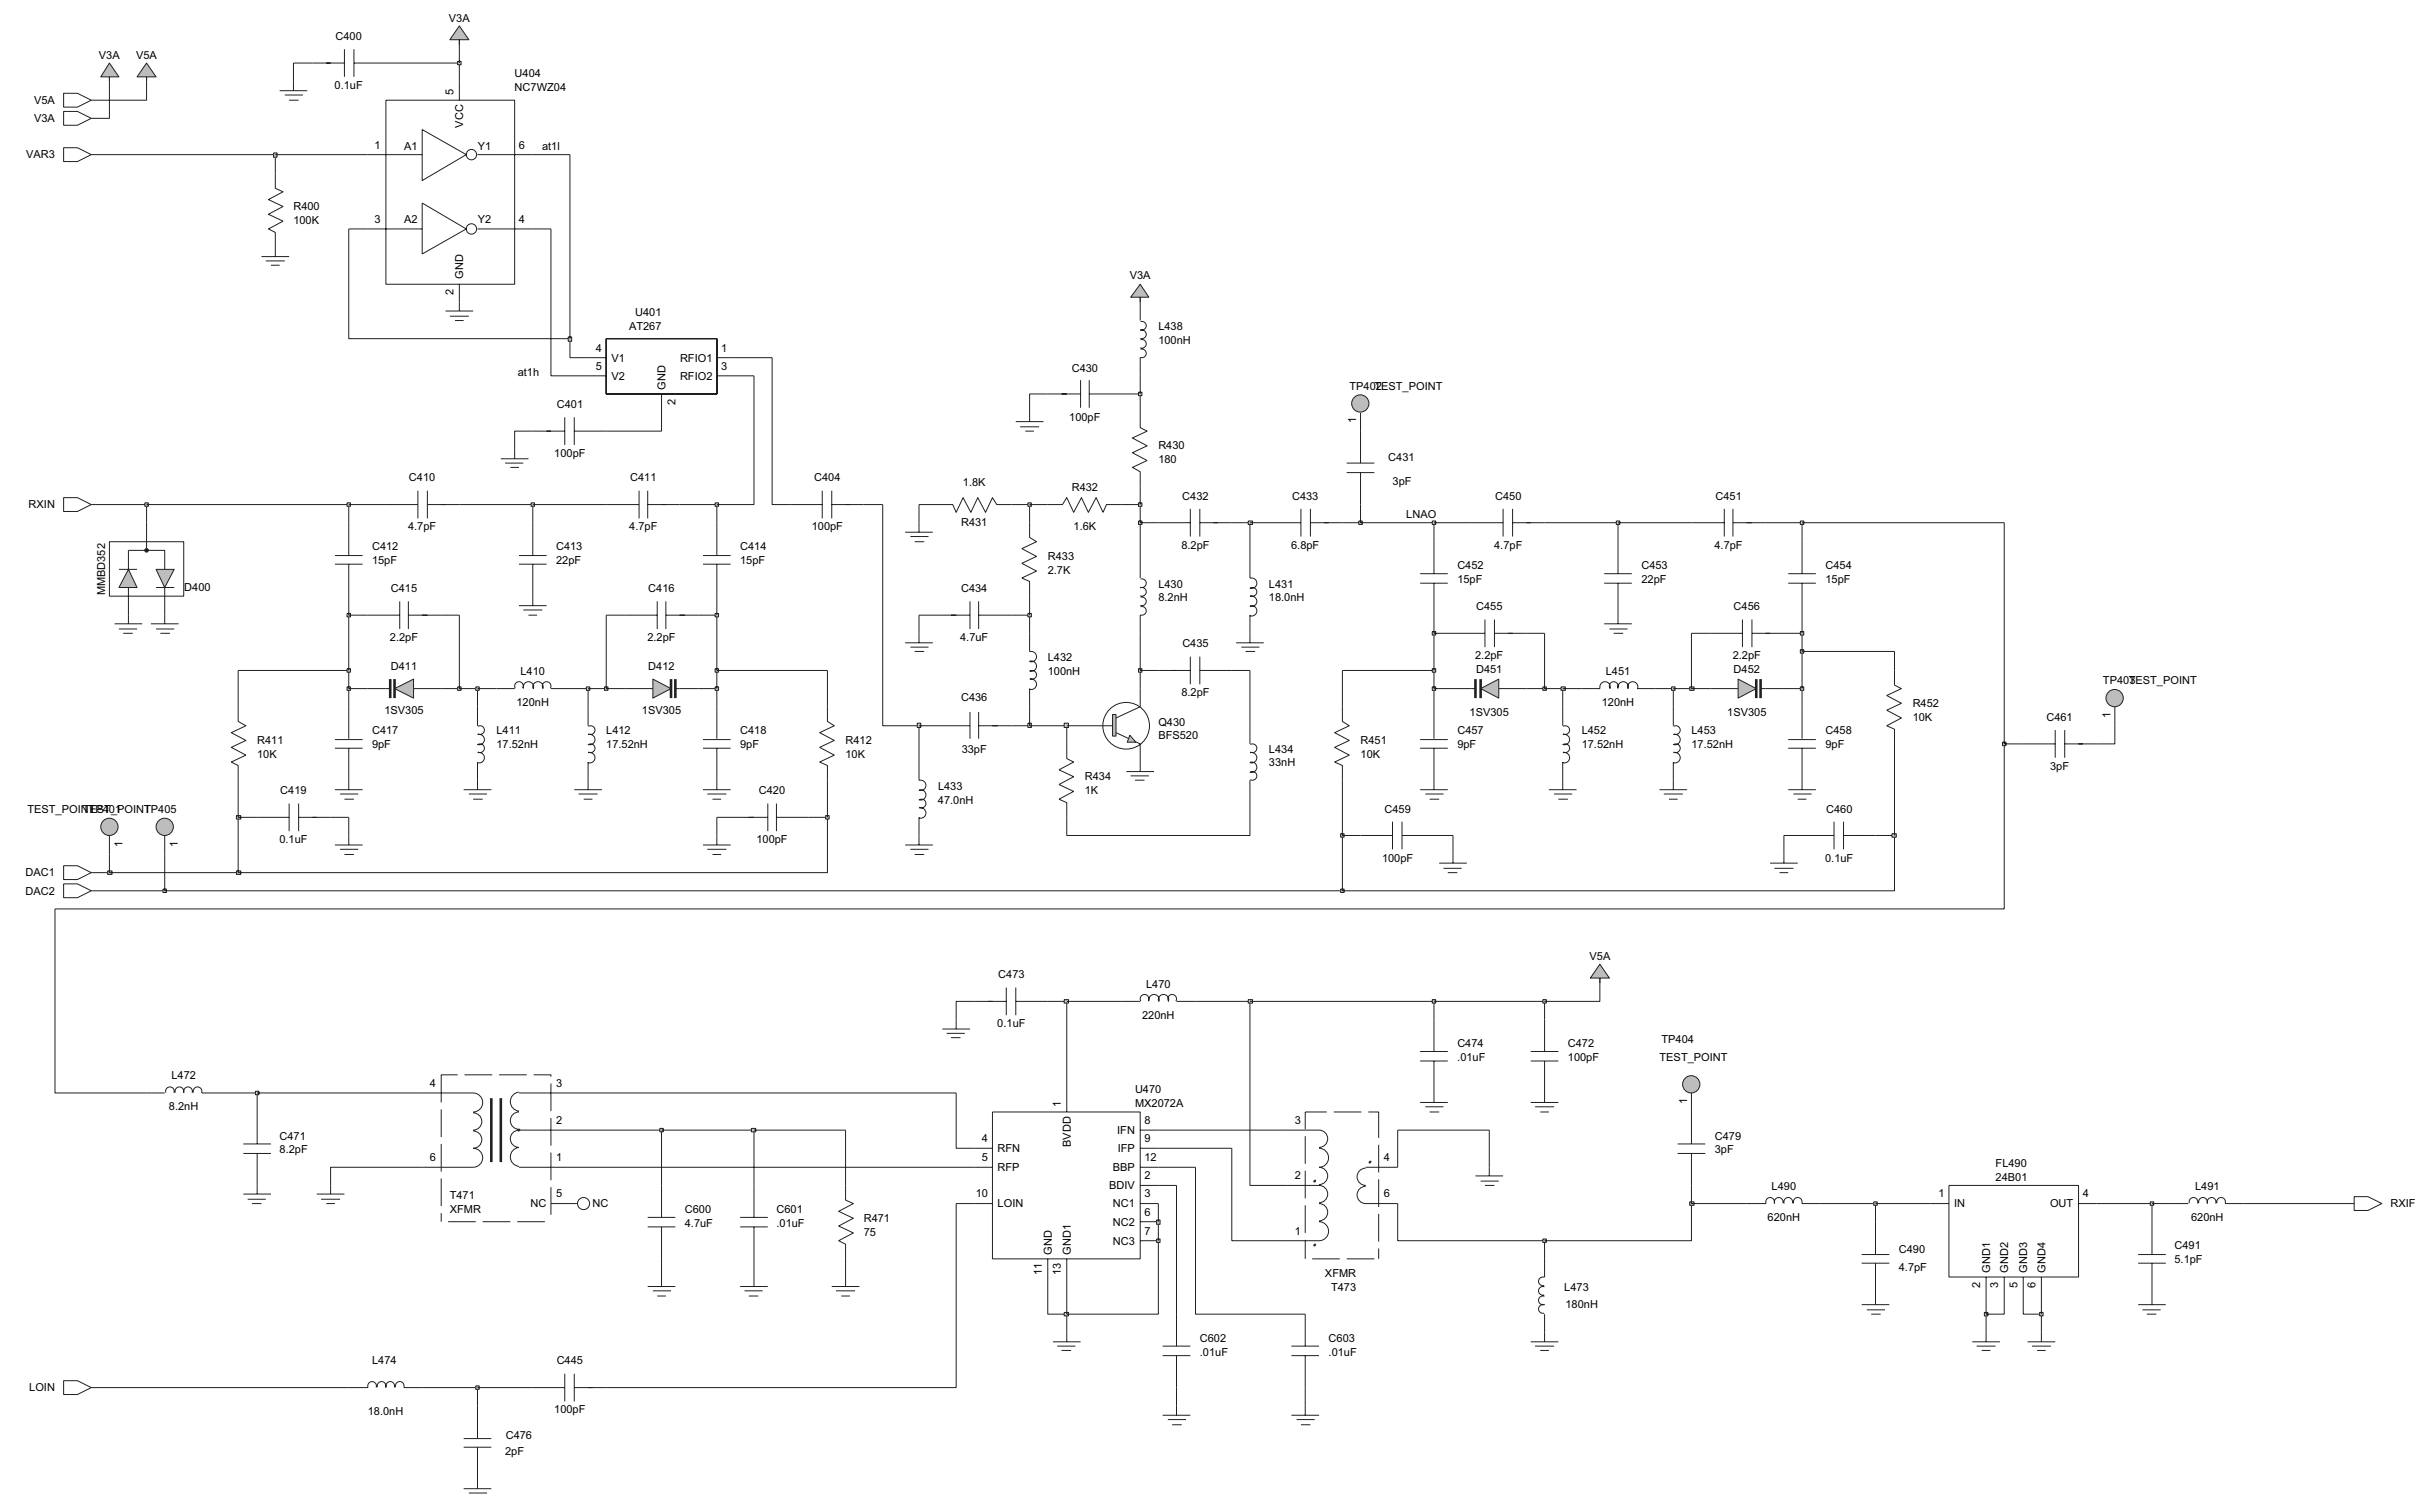 V3A
C400
0.1uF
V3A V5A
V5A
V3A
U404
NC7WZ04
5
VCC
VAR3
1 A1 Y1 6 at1l
R400
100K
3 A2 Y2 4
GND
2
U401
AT267
4 V1 RFIO1 1
5 V2 RFIO2 3
GND
2
at1h
C401
100pF
V3A
L438
100nH
C430
100pF
R430
180
TP402 TEST_POINT
1
C431
3pF
RXIN
C410
4.7pF
C411
4.7pF
C404
100pF
1.8K
R431
R432
1.6K
C432
8.2pF
C433
6.8pF
LNAO
C450
4.7pF
C451
4.7pF
MMBD352
D400
C412
15pF
C413
22pF
C414
15pF
R433
2.7K
C452
15pF
C453
22pF
C454
15pF
C415
2.2pF
C416
2.2pF
C434
4.7uF
L430
8.2nH
L431
18.0nH
C455
2.2pF
C456
2.2pF
D411
1SV305
L410
120nH
D412
1SV305
L432
100nH
C435
8.2pF
D451
1SV305
L451
120nH
D452
1SV305
TP403 TEST_POINT
1
R411
10K
C417
9pF
L411
17.52nH
L412
17.52nH
C418
9pF
R412
10K
C436
33pF
Q430
BFS520
R451
10K
C457
9pF
L452
17.52nH
L453
17.52nH
C458
9pF
R452
10K
C461
3pF
L433
47.0nH
R434
1K
L434
33nH
TEST_POINT TP401
TEST_POINT TP405
1 1
C419
0.1uF
C420
100pF
C459
100pF
C460
0.1uF
DAC1
DAC2
C473
0.1uF
L470
220nH
V5A
C474
.01uF
C472
100pF
TP404
TEST_POINT
1
L472
8.2nH
C471
8.2pF
4 3
2
6 1
NC 5 NC
T471
XFMR
C600
4.7uF
C601
.01uF
R471
75
U470
MX2072A
1
BVDD
4 RFN
5 RFP
10 LOIN
IFN 8
IFP 9
BBP 12
BDIV 2
NC1 3
NC2 6
NC3 7
GND GND1
11 13
3
2
1
4
6
XFMR
T473
C479
3pF
L473
180nH
L490
620nH
C490
4.7pF
FL490
24B01
1 IN OUT 4
GND1 GND2 GND3 GND4
2 3 5 6
L491
620nH
C491
5.1pF
RXIF
C602
.01uF
C603
.01uF
LOIN
L474
18.0nH
C445
100pF
C476
2pF